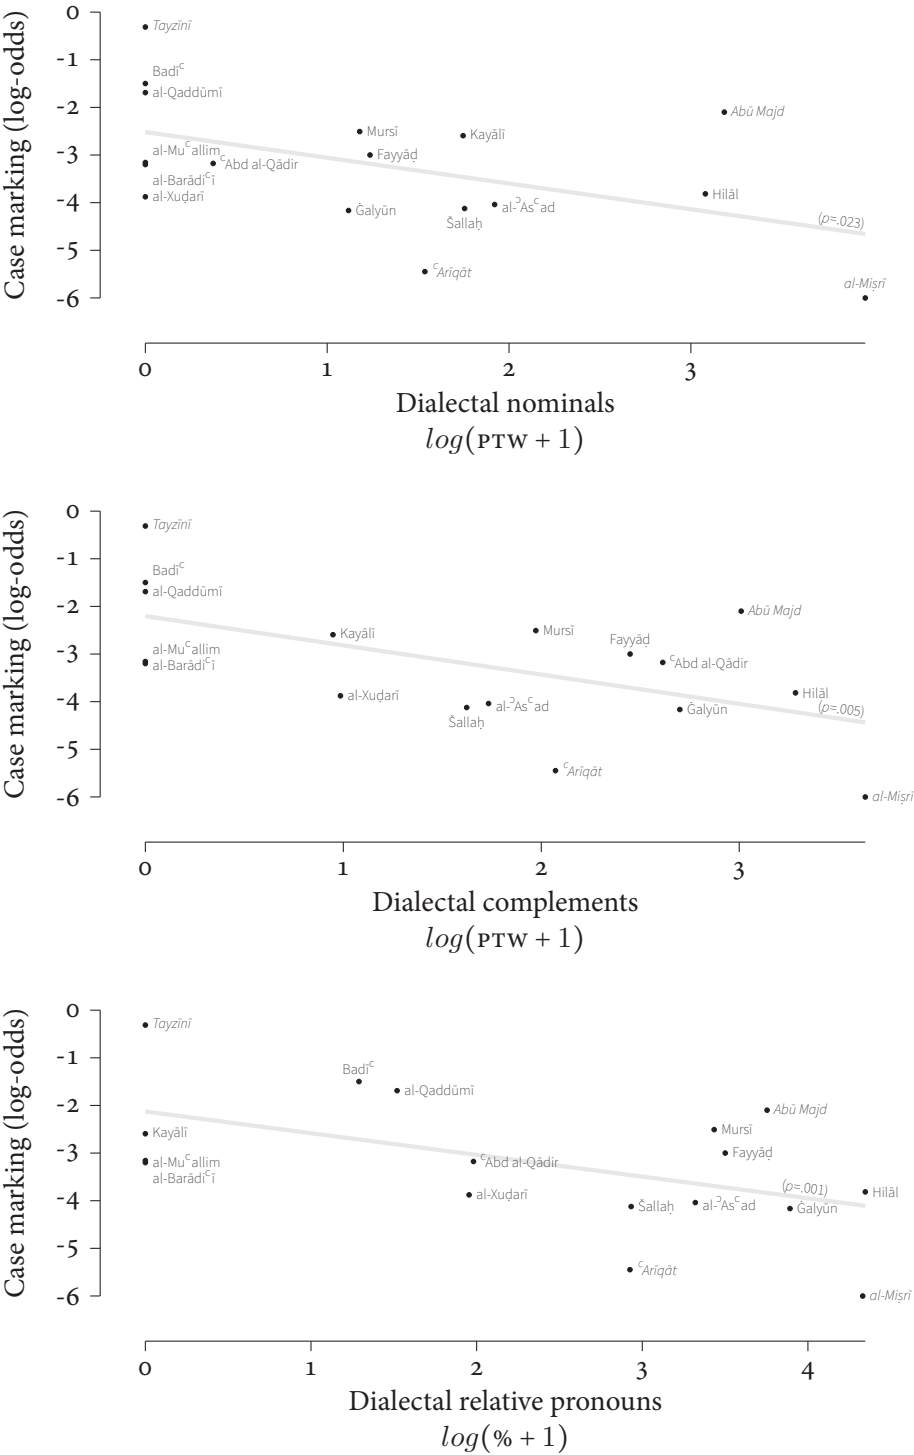 Case marking (log-odds)
0
-1
-2
-3
-4
-5
-6
Tayzīnī
Badīᶜ
al-Qaddūmī
Abū Majd
Mursī
Kayālī
al-Muᶜallim
Fayyāḍ
ᶜAbd al-Qādir
al-Barādiᶜī
al-Xuḍarī
Hilāl
Ġalyūn
Šallaḥ
al-ᵓAsᶜad
(p=.023)
ᶜArīqāt
al-Miṣrī
0 1 2 3
Dialectal nominals
log(PTW + 1)
Case marking (log-odds)
0
-1
-2
-3
-4
-5
-6
Tayzīnī
Badīᶜ
al-Qaddūmī
Abū Majd
Kayālī
Mursī
Fayyāḍ
al-Muᶜallim
al-Barādiᶜī
ᶜAbd al-Qādir
al-Xuḍarī
Hilāl
Šallaḥ
al-ᵓAsᶜad
Ġalyūn
(p=.005)
ᶜArīqāt
al-Miṣrī
0 1 2 3
Dialectal complements
log(PTW + 1)
Case marking (log-odds)
0
-1
-2
-3
-4
-5
-6
Tayzīnī
Badīᶜ
al-Qaddūmī
Abū Majd
Kayālī
Mursī
Fayyāḍ
al-Muᶜallim
al-Barādiᶜī
ᶜAbd al-Qādir
al-Xuḍarī
(p=.001)
Hilāl
Šallaḥ
al-ᵓAsᶜad
Ġalyūn
ᶜArīqāt
al-Miṣrī
0 1 2 3 4
Dialectal relative pronouns
log(% + 1)